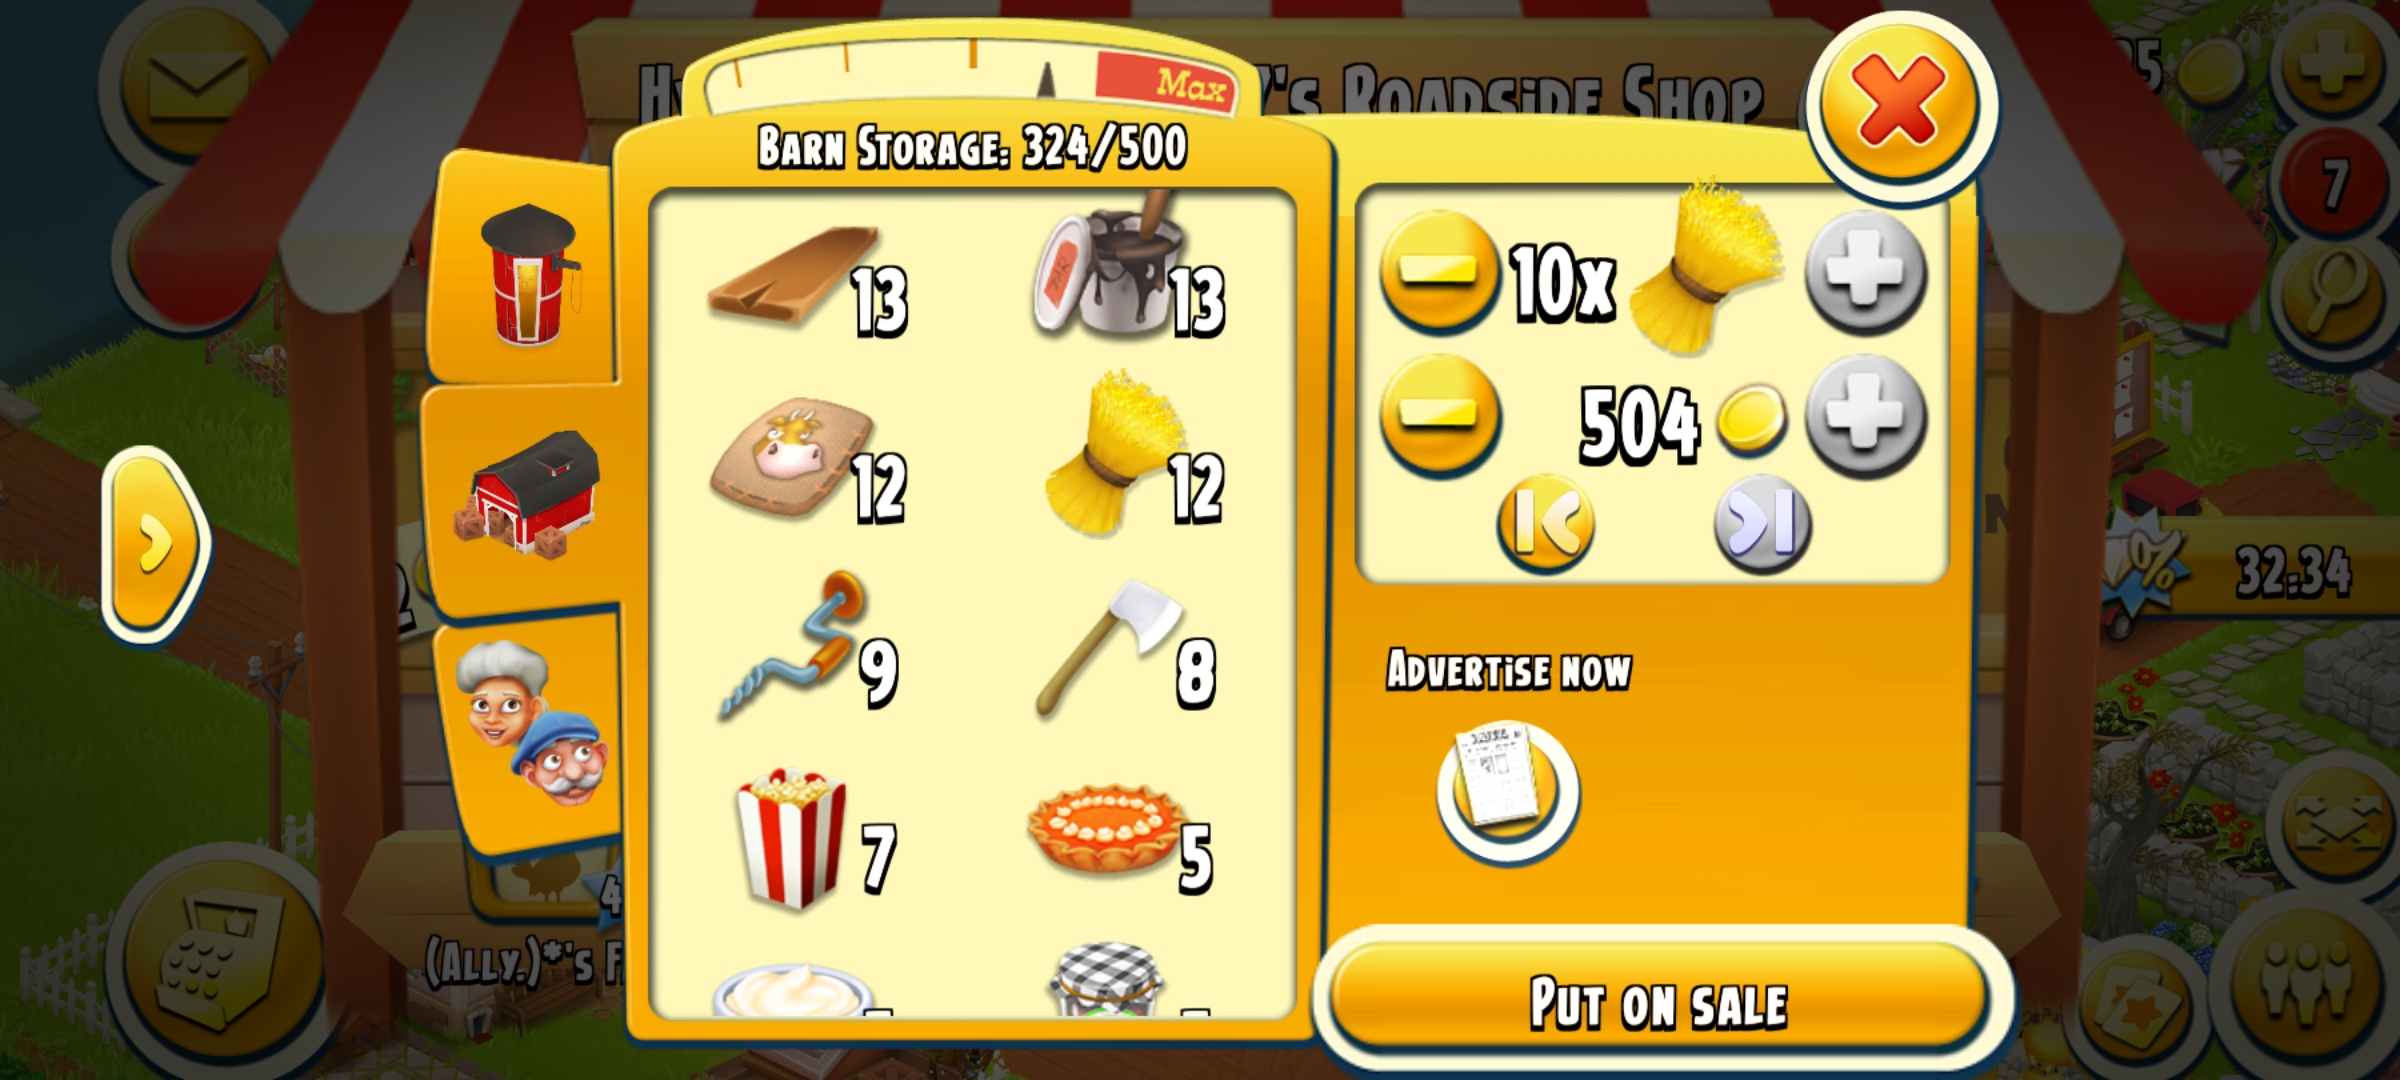 Max
's Roadside Shop
Barn Storage: 324/500
7
13
13
10x
504
12
12
32:34
9
8
Advertise now
7
5
(Ally.)*'s F
Put on sale